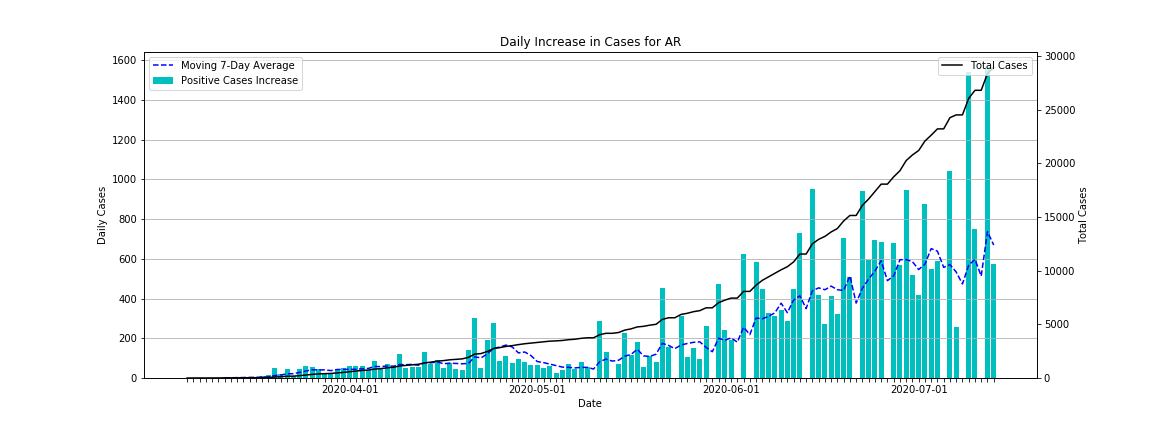 Daily Increase in Cases for AR
Moving 7-Day Average
Positive Cases Increase
Total Cases
1600
1400
1200
1000
800
600
400
200
0
Daily Cases
30000
25000
20000
15000
10000
5000
0
Total Cases
2020-04-01
2020-05-01
2020-06-01
2020-07-01
Date